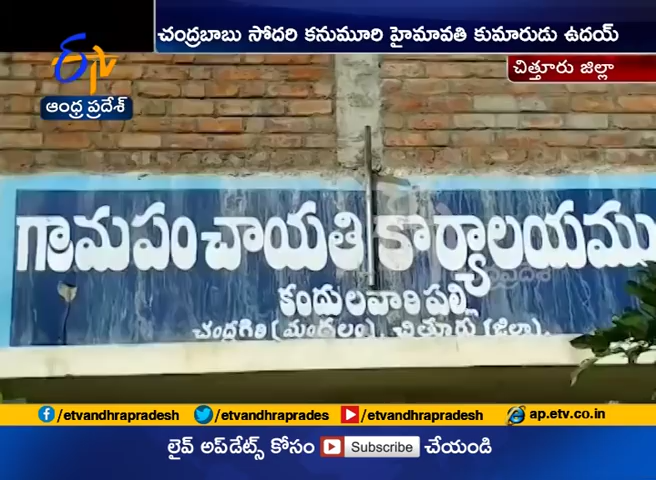 చంద్రబాబు సోదరి కనుమూరి హైమావతి కుమారుడు ఉదయ్
చిత్తూరు జిల్లా
etv
ఆంధ్ర ప్రదేశ్
గామపంచాయతి కార్యాలయము
కందులవారి పల్లి
చంద్రగిరి (మండలం), చిత్తూరు (జిల్లా).
/etvandhrapradesh /etvandhraprades /etvandhrapradesh ap.etv.co.in
లైవ్ అప్‌డేట్స్ కోసం Subscribe చేయండి